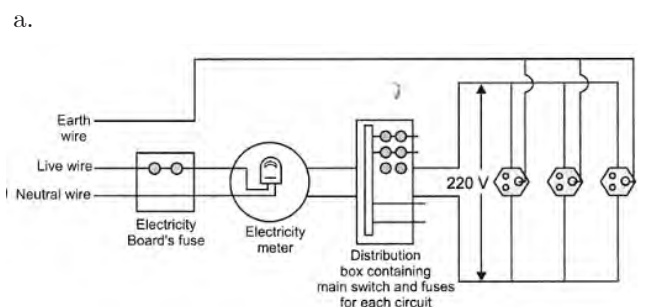 a.
Earth
wire
Live wire
Neutral wire
Electricity
Board's fuse
Electricity
meter
Distribution
box containing
main switch and fuses
for each circuit
220 V